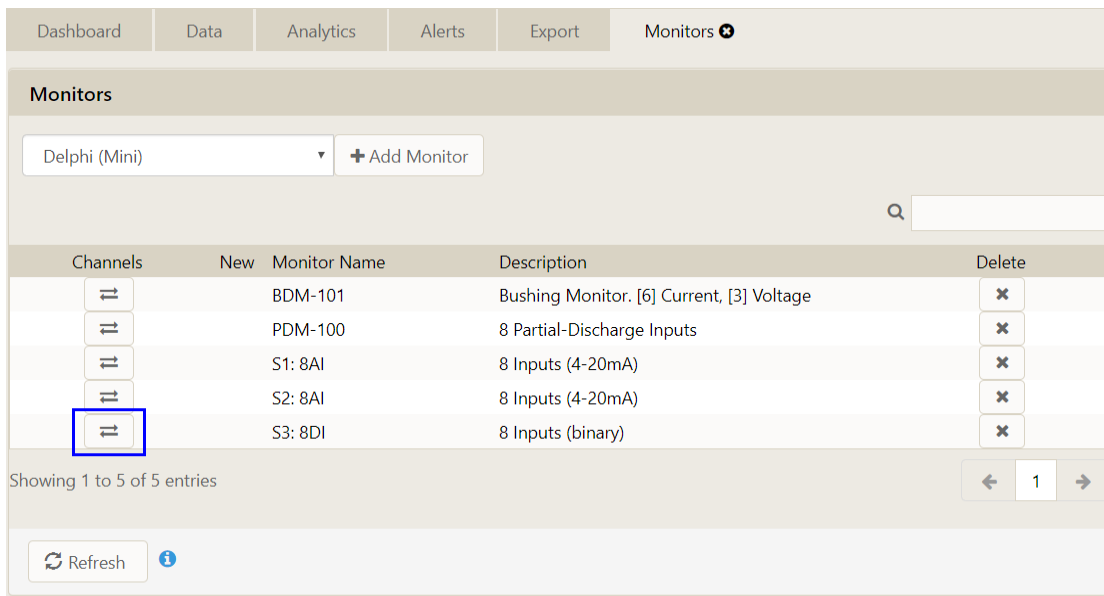 Dashboard Data Analytics Alerts Export Monitors
Monitors
Delphi (Mini) Add Monitor
Channels New Monitor Name Description Delete
BDM-101 Bushing Monitor. [6] Current, [3] Voltage
PDM-100 8 Partial-Discharge Inputs
S1: 8AI 8 Inputs (4-20mA)
S2: 8AI 8 Inputs (4-20mA)
S3: 8DI 8 Inputs (binary)
Showing 1 to 5 of 5 entries 1
Refresh